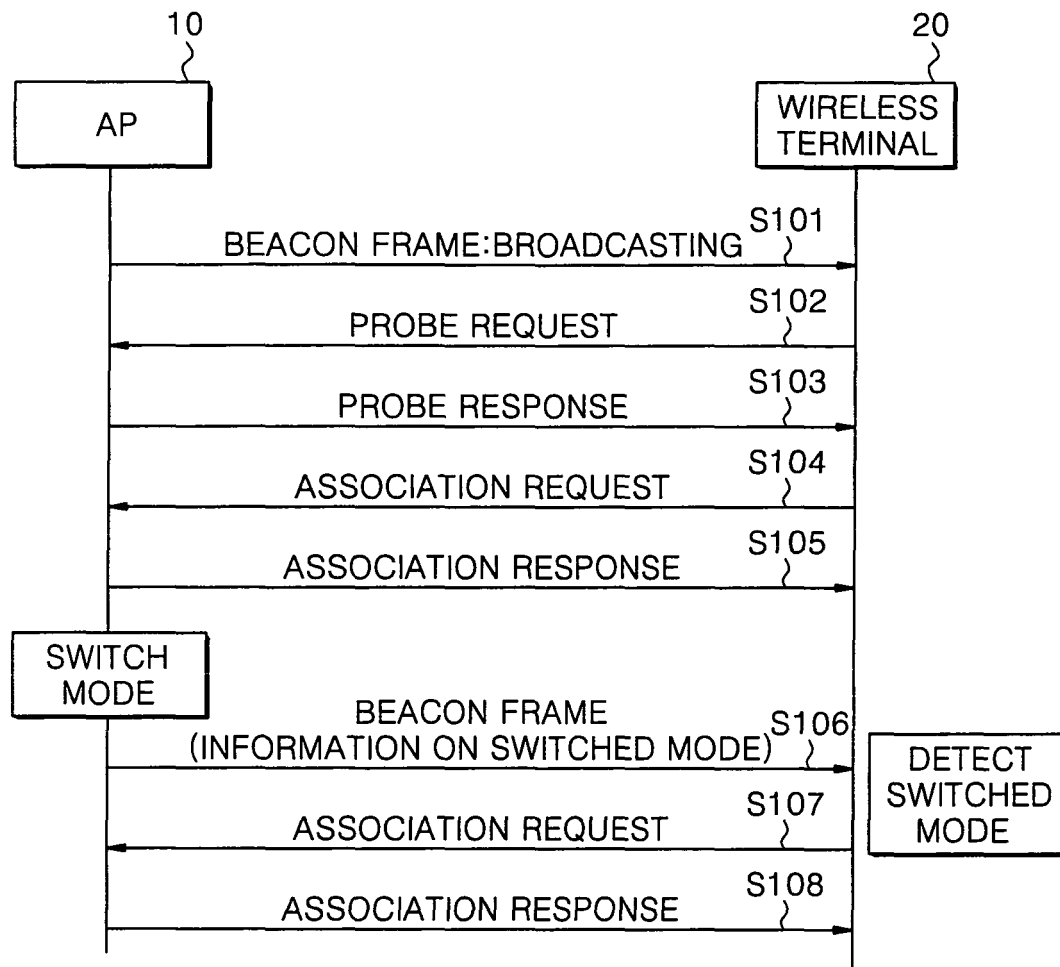 10
20
AP
WIRELESS
TERMINAL
S101
BEACON FRAME:BROADCASTING
S102
PROBE REQUEST
S103
PROBE RESPONSE
S104
ASSOCIATION REQUEST
S105
ASSOCIATION RESPONSE
SWITCH
MODE
BEACON FRAME
(INFORMATION ON SWITCHED MODE)
S106
DETECT
SWITCHED
MODE
S107
ASSOCIATION REQUEST
S108
ASSOCIATION RESPONSE